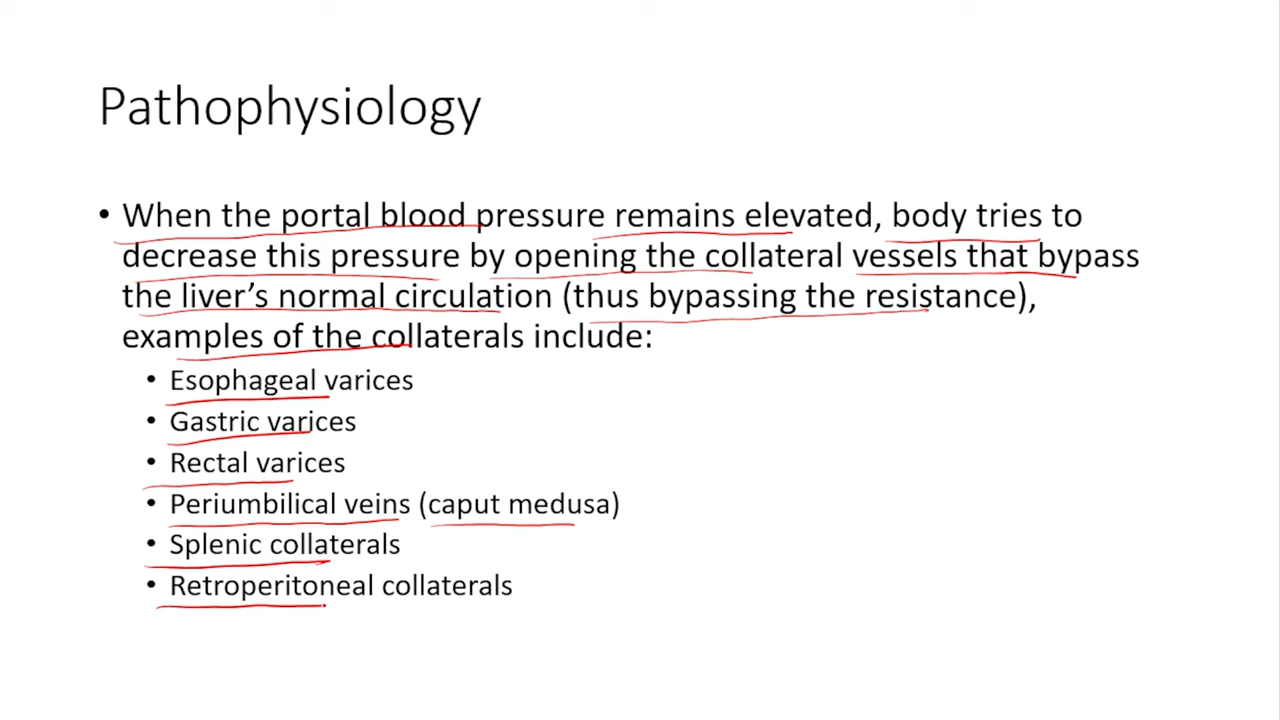 Pathophysiology
• When the portal blood pressure remains elevated, body tries to
decrease this pressure by opening the collateral vessels that bypass
the liver's normal circulation (thus bypassing the resistance),
examples of the collaterals include:
• Esophageal varices
• Gastric varices
• Rectal varices
• Periumbilical veins (caput medusa)
• Splenic collaterals
• Retroperitoneal collaterals